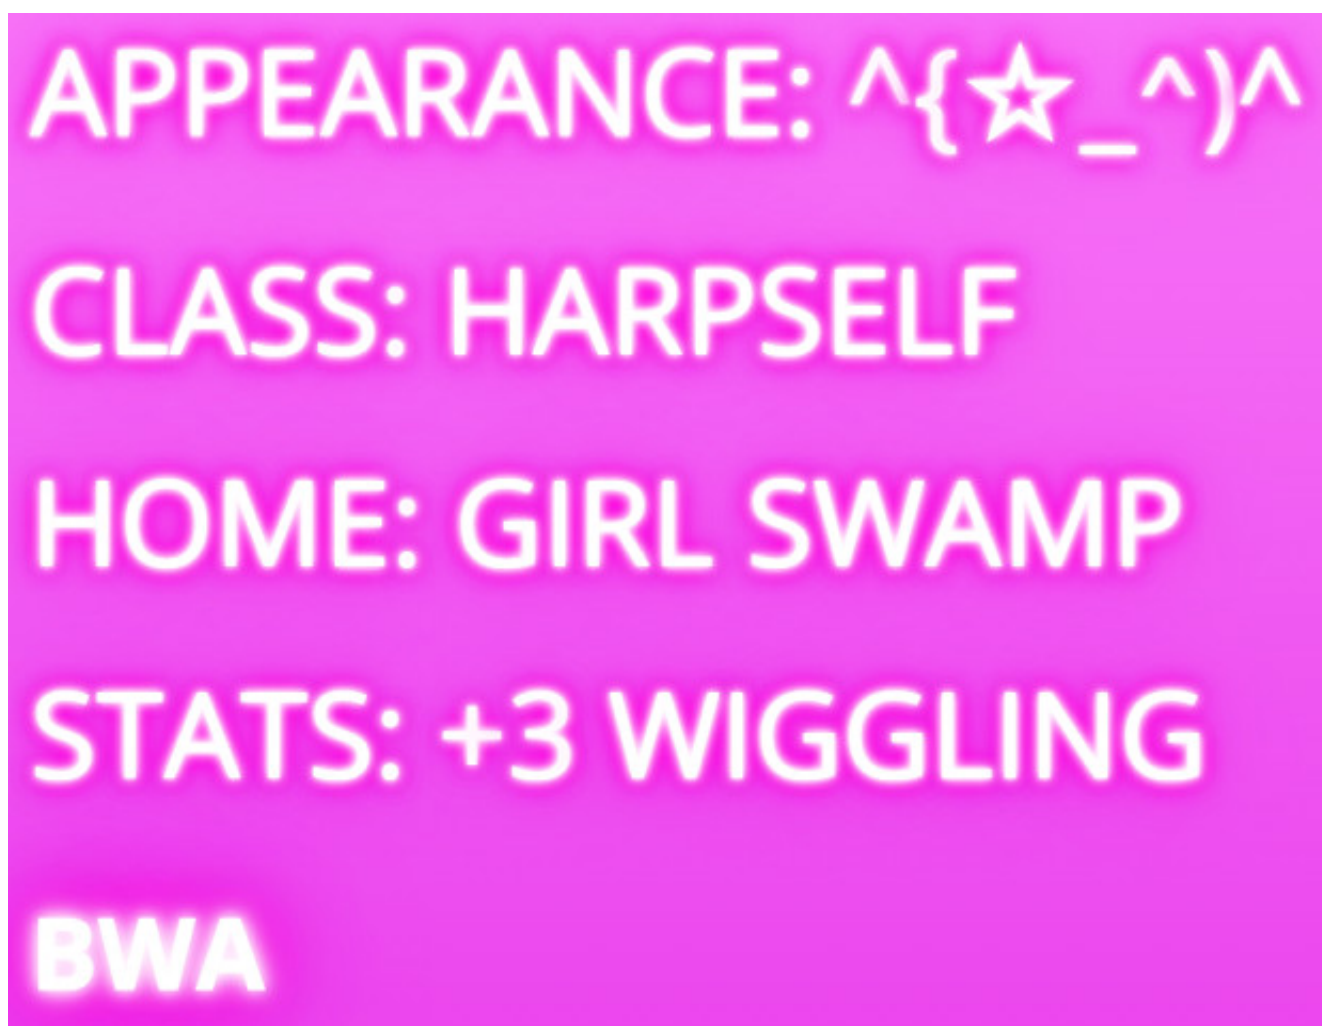 APPEARANCE: ^{☆_^)^
CLASS: HARPSELF
HOME: GIRL SWAMP
STATS: +3 WIGGLING
BWA